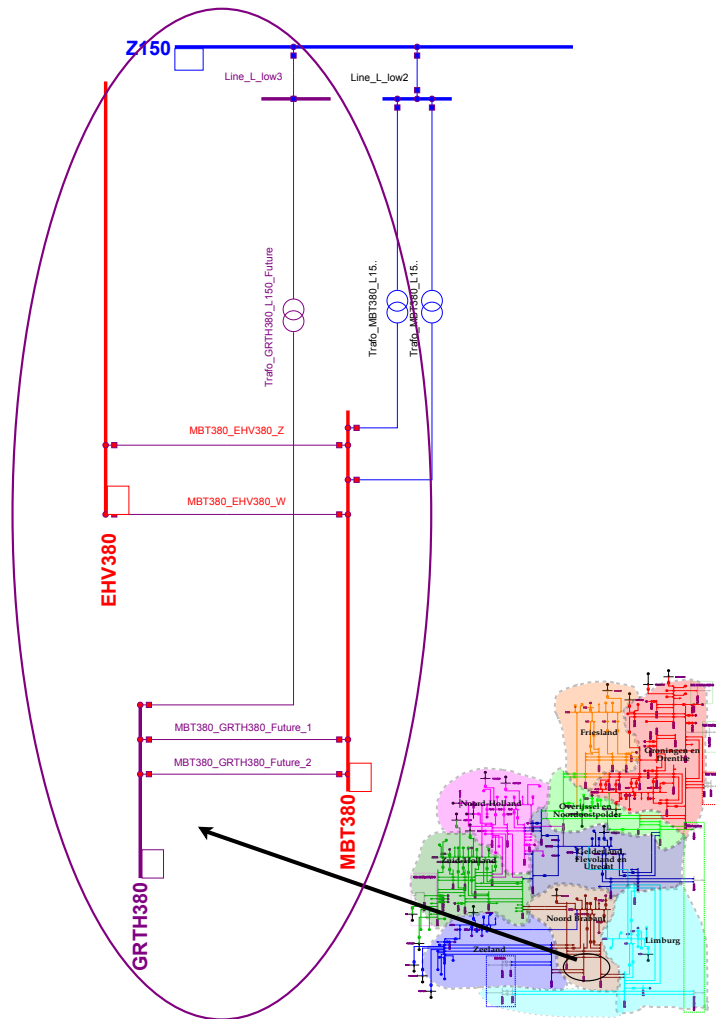 Z150
Line_L_low3
Line_L_low2
Trafo_GRTH380_L150_Future
Trafo_MBT380_L15..
Trafo_MBT380_L15..
MBT380_EHV380_Z
MBT380_EHV380_W
EHV380
MBT380_GRTH380_Future_1
MBT380_GRTH380_Future_2
MBT380
GRTH380
Friesland
Groningen en
Drenthe
Noord-Holland
Overijssel en
Noordoostpolder
Zuid-Holland
Gelderland
Flevoland en
Utrecht
Noord Brabant
Zeeland
Limburg